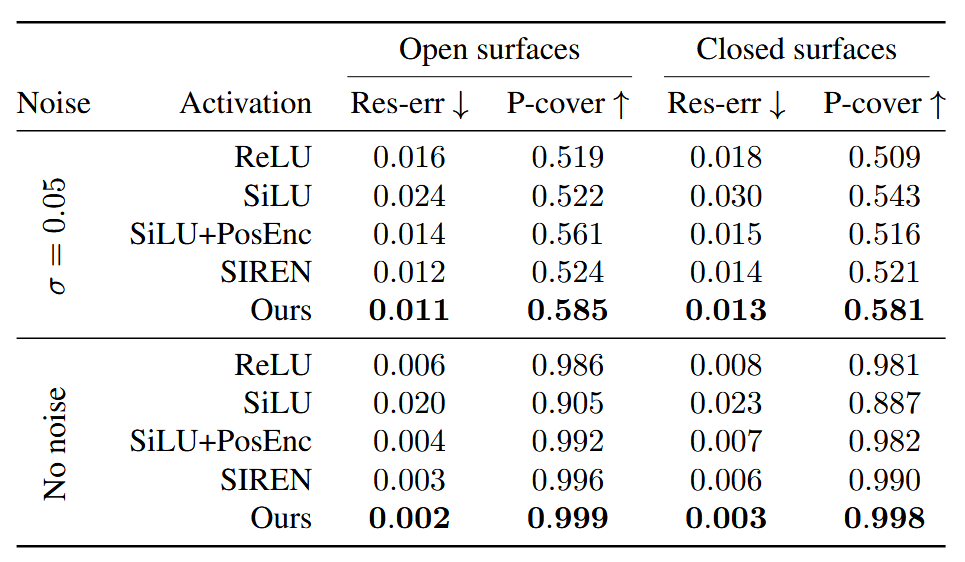 Open surfaces Closed surfaces
Noise Activation Res-err ↓ P-cover ↑ Res-err ↓ P-cover ↑
σ = 0.05
ReLU 0.016 0.519 0.018 0.509
SiLU 0.024 0.522 0.030 0.543
SiLU+PosEnc 0.014 0.561 0.015 0.516
SIREN 0.012 0.524 0.014 0.521
Ours 0.011 0.585 0.013 0.581
No noise
ReLU 0.006 0.986 0.008 0.981
SiLU 0.020 0.905 0.023 0.887
SiLU+PosEnc 0.004 0.992 0.007 0.982
SIREN 0.003 0.996 0.006 0.990
Ours 0.002 0.999 0.003 0.998